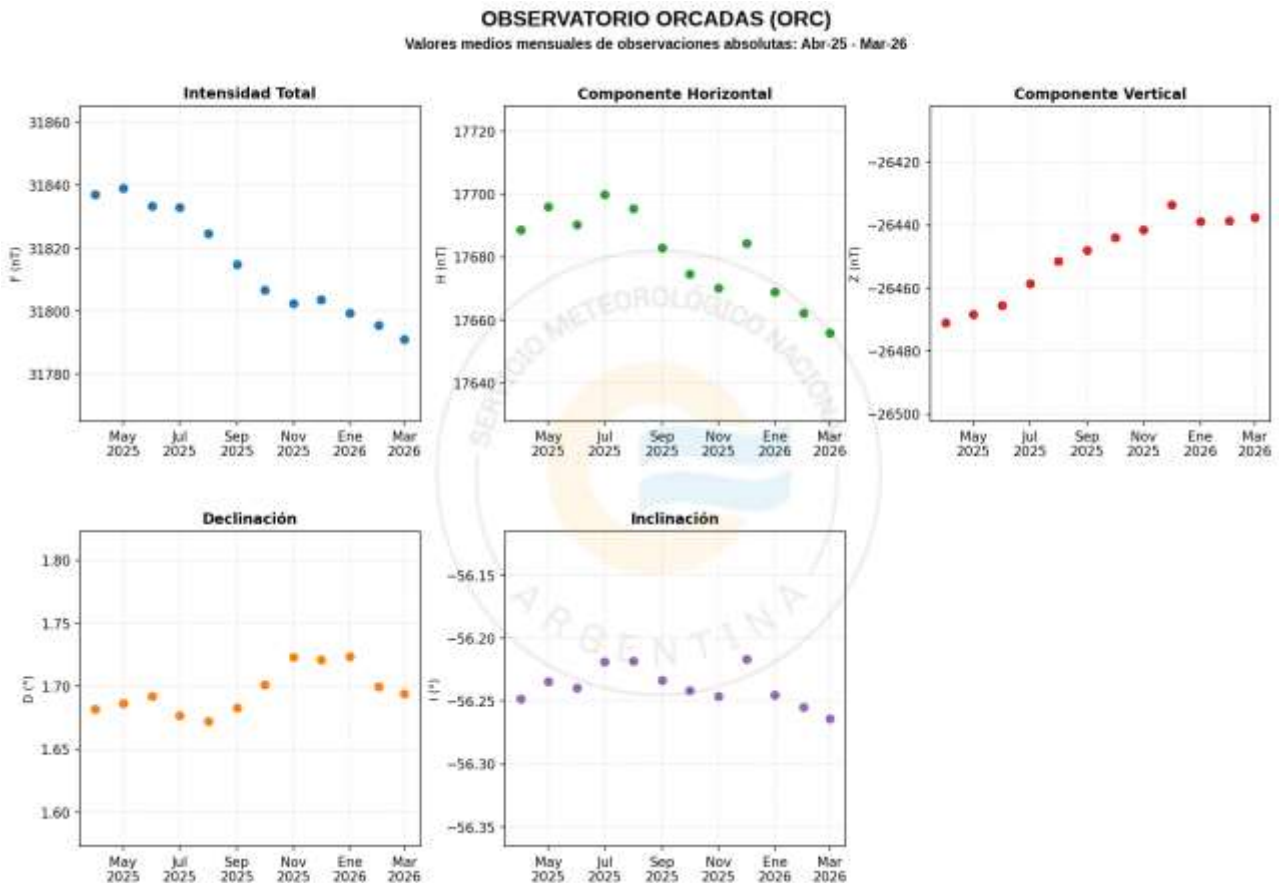 OBSERVATORIO ORCADAS (ORC)
Valores medios mensuales de observaciones absolutas: Abr-25 - Mar-26
Intensidad Total
F (nT)
31860
31840
31820
31800
31780
May 2025
Jul 2025
Sep 2025
Nov 2025
Ene 2026
Mar 2026
Componente Horizontal
H (nT)
17720
17700
17680
17660
17640
May 2025
Jul 2025
Sep 2025
Nov 2025
Ene 2026
Mar 2026
Componente Vertical
Z (nT)
−26420
−26440
−26460
−26480
−26500
May 2025
Jul 2025
Sep 2025
Nov 2025
Ene 2026
Mar 2026
Declinación
D (°)
1.80
1.75
1.70
1.65
1.60
May 2025
Jul 2025
Sep 2025
Nov 2025
Ene 2026
Mar 2026
Inclinación
I (°)
−56.15
−56.20
−56.25
−56.30
−56.35
May 2025
Jul 2025
Sep 2025
Nov 2025
Ene 2026
Mar 2026
SERVICIO METEOROLÓGICO NACIONAL
ARGENTINA